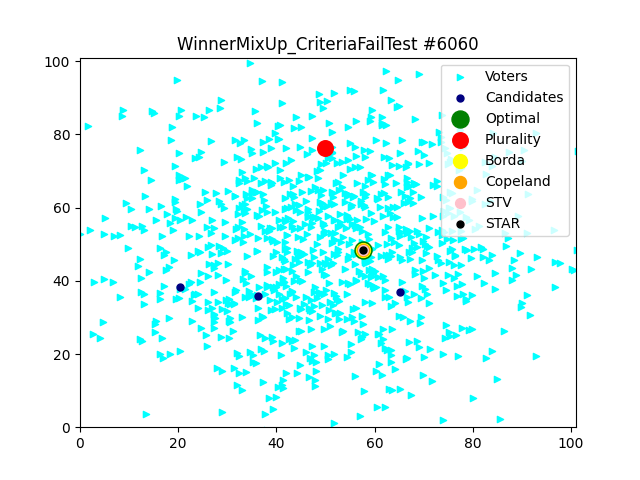 WinnerMixUp_CriteriaFailTest #6060
100
80
60
40
20
0
0
20
40
60
80
100
Voters
Candidates
Optimal
Plurality
Borda
Copeland
STV
STAR